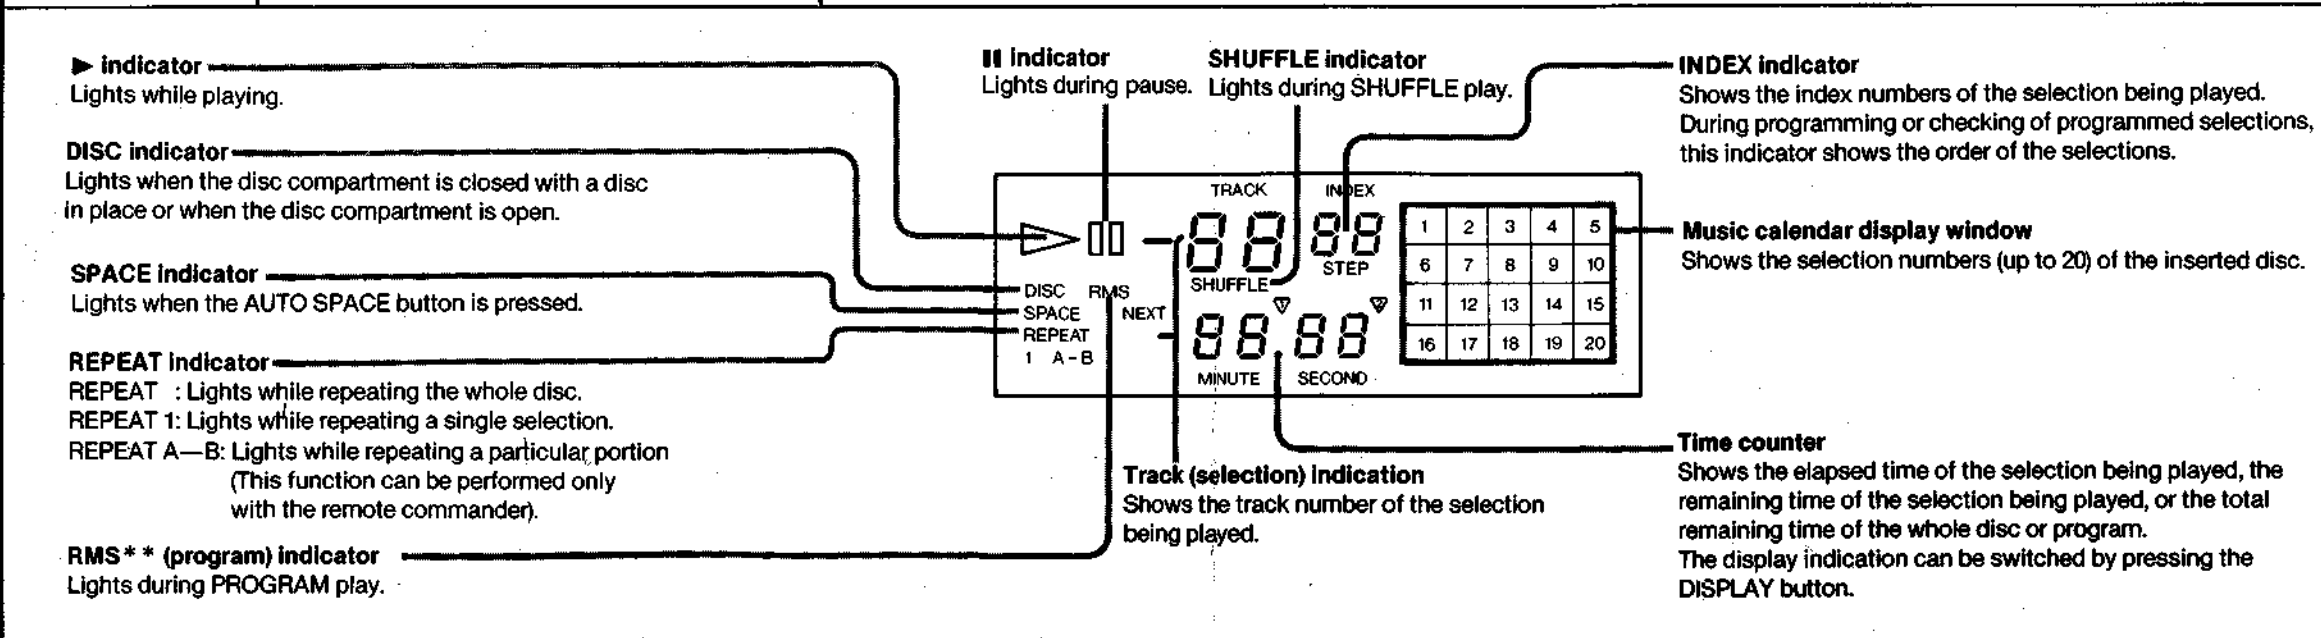 ▶ indicator
Lights while playing.
DISC indicator
Lights when the disc compartment is closed with a disc
in place or when the disc compartment is open.
SPACE indicator
Lights when the AUTO SPACE button is pressed.
REPEAT indicator
REPEAT : Lights while repeating the whole disc.
REPEAT 1: Lights while repeating a single selection.
REPEAT A—B: Lights while repeating a particular portion
(This function can be performed only
with the remote commander).
RMS** (program) indicator
Lights during PROGRAM play.
II indicator
Lights during pause.
SHUFFLE indicator
Lights during SHUFFLE play.
TRACK INDEX
88 88
SHUFFLE STEP
DISC RMS
SPACE NEXT
REPEAT
1 A-B
88 88
MINUTE SECOND
1 2 3 4 5
6 7 8 9 10
11 12 13 14 15
16 17 18 19 20
Track (selection) indication
Shows the track number of the selection
being played.
INDEX indicator
Shows the index numbers of the selection being played.
During programming or checking of programmed selections,
this indicator shows the order of the selections.
Music calendar display window
Shows the selection numbers (up to 20) of the inserted disc.
Time counter
Shows the elapsed time of the selection being played, the
remaining time of the selection being played, or the total
remaining time of the whole disc or program.
The display indication can be switched by pressing the
DISPLAY button.